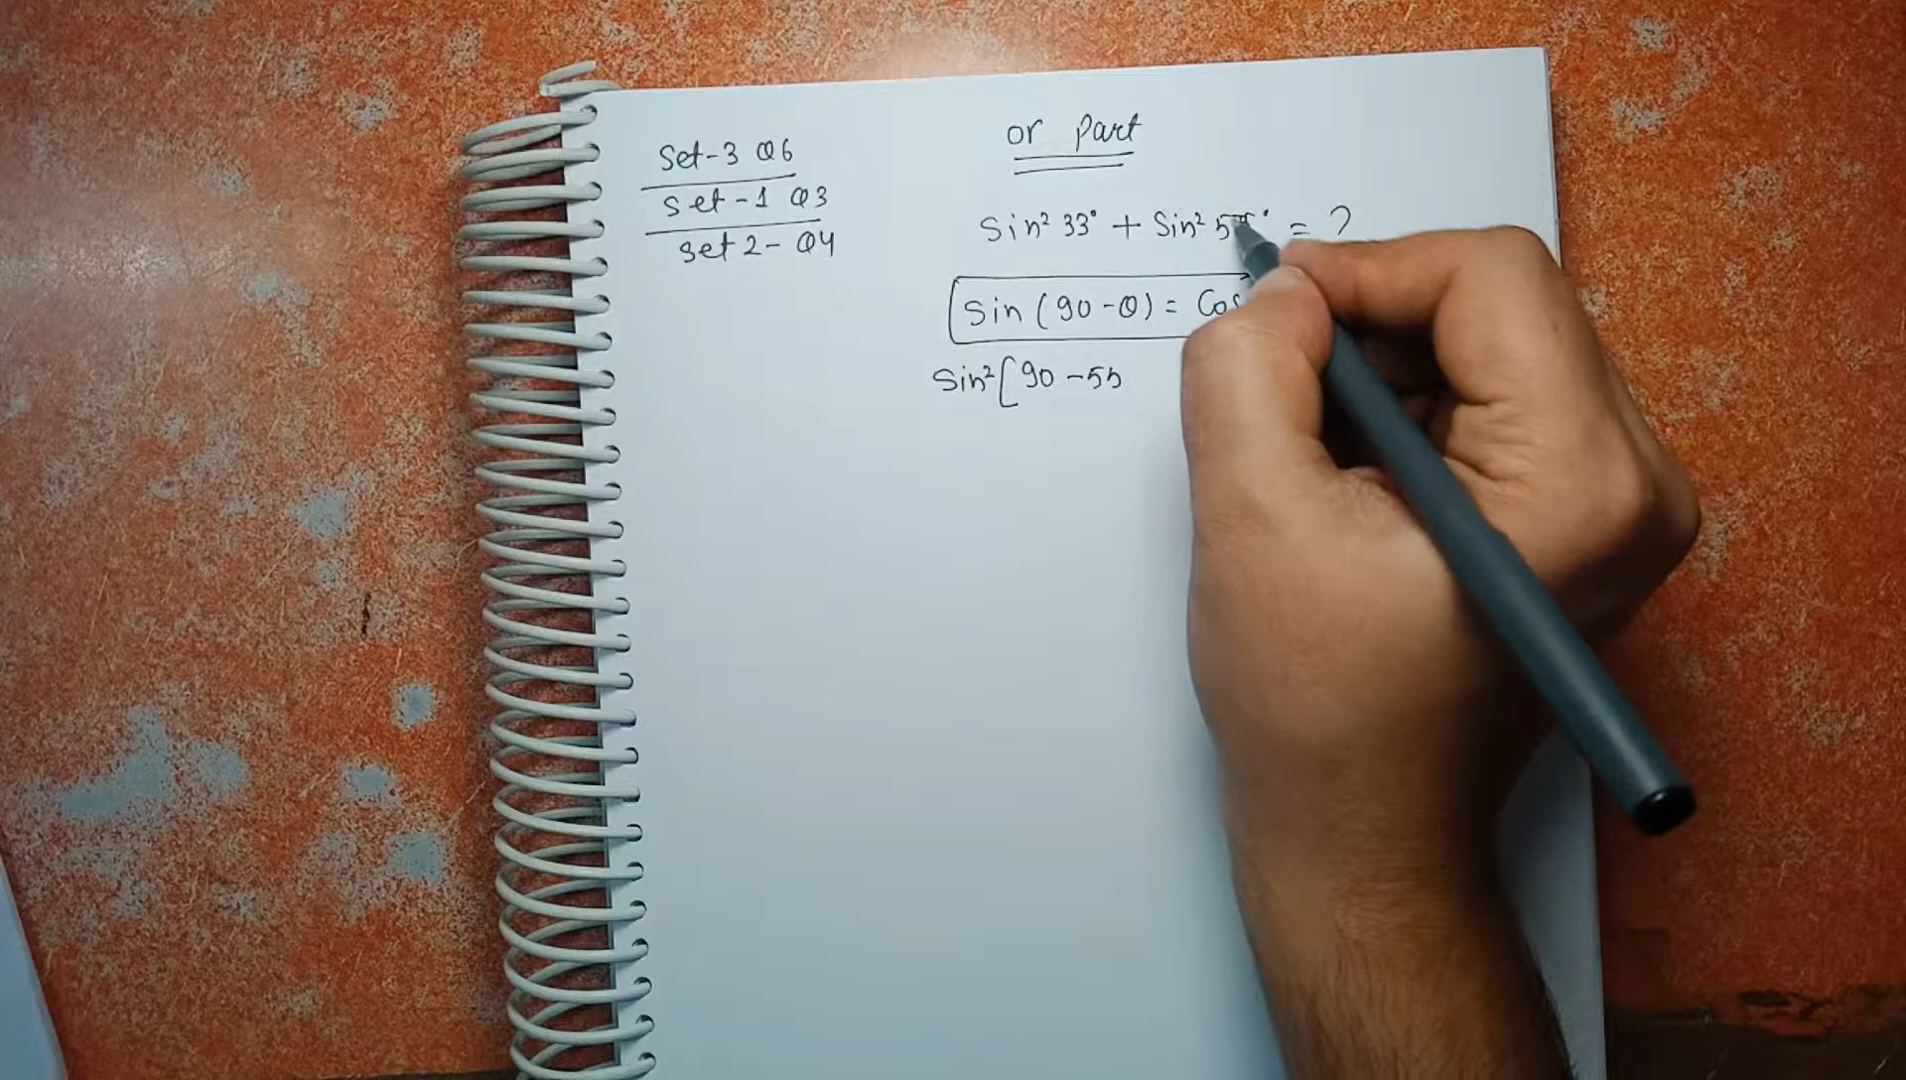 or Part
Set-3 Q6
Set-1 Q3
Set 2- Q4
Sin² 33° + Sin² = ?
Sin (90-θ) = Cos
Sin² [90 -55